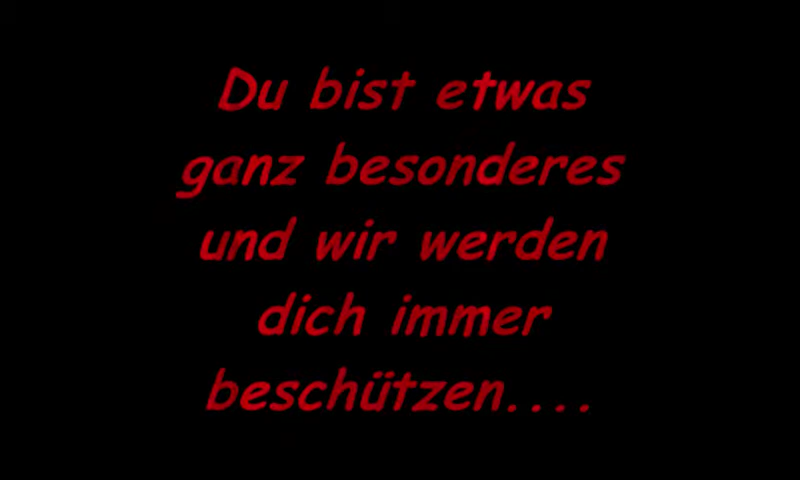 Du bist etwas
ganz besonderes
und wir werden
dich immer
beschützen....